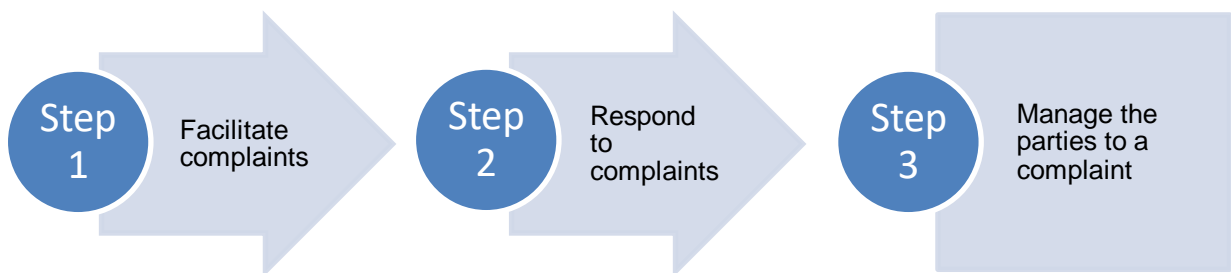 Step
1
Facilitate
complaints
Step
2
Respond
to
complaints
Step
3
Manage the
parties to a
complaint